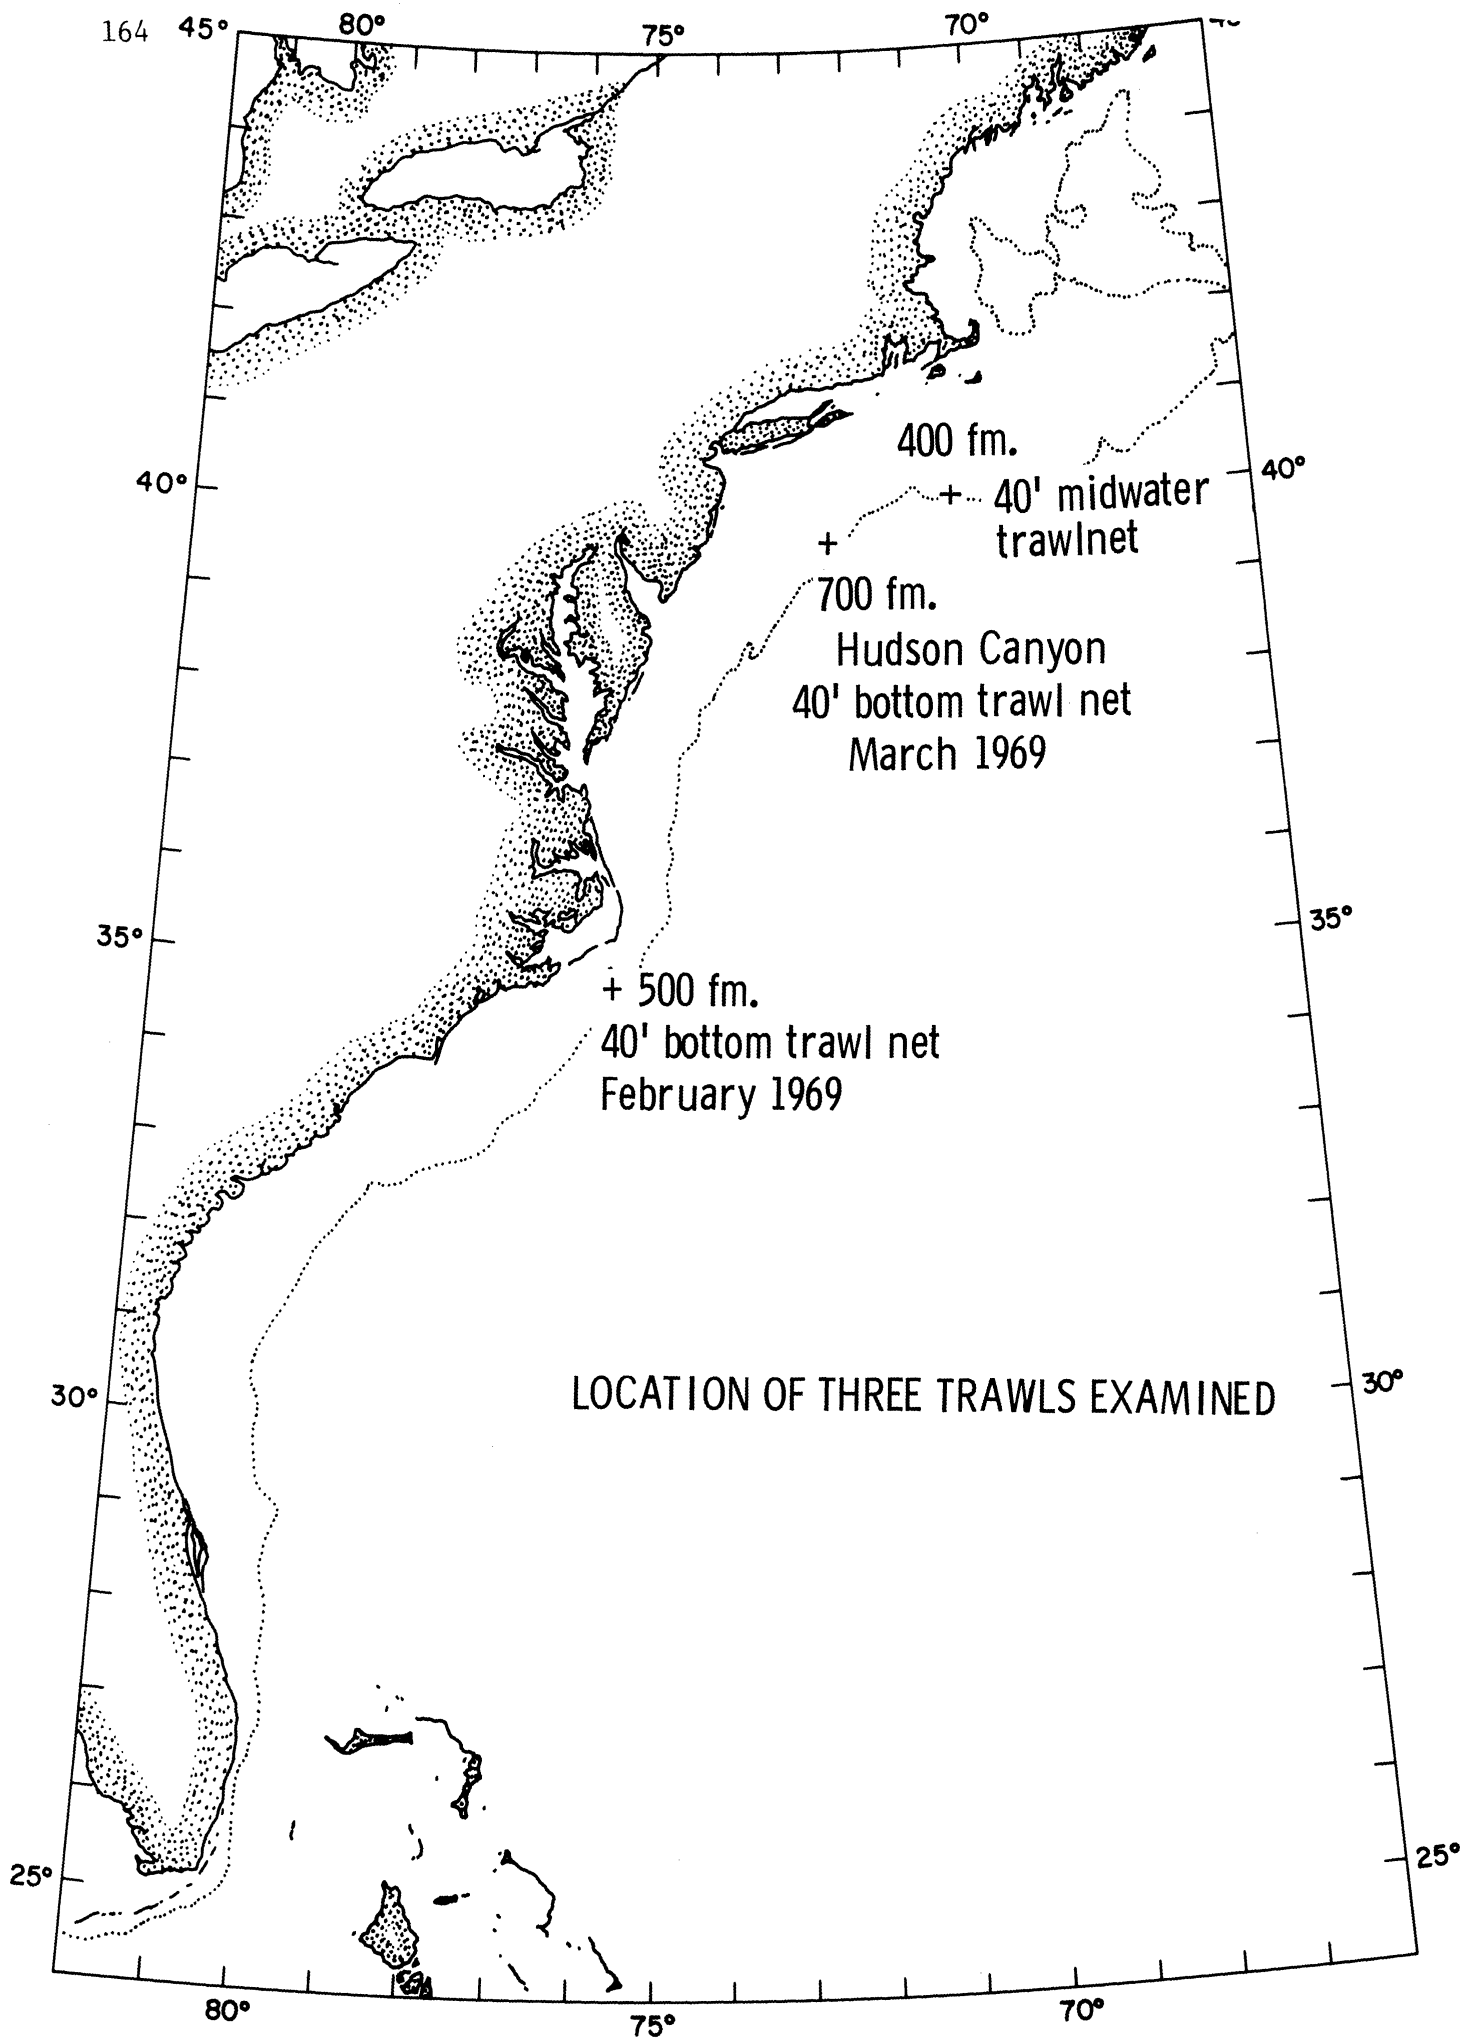 164
45° 80° 75° 70°
40° 40°
400 fm.
+ 40' midwater
trawlnet
+
700 fm.
Hudson Canyon
40' bottom trawl net
March 1969
35° 35°
+ 500 fm.
40' bottom trawl net
February 1969
LOCATION OF THREE TRAWLS EXAMINED
30° 30°
25° 25°
80° 75° 70°